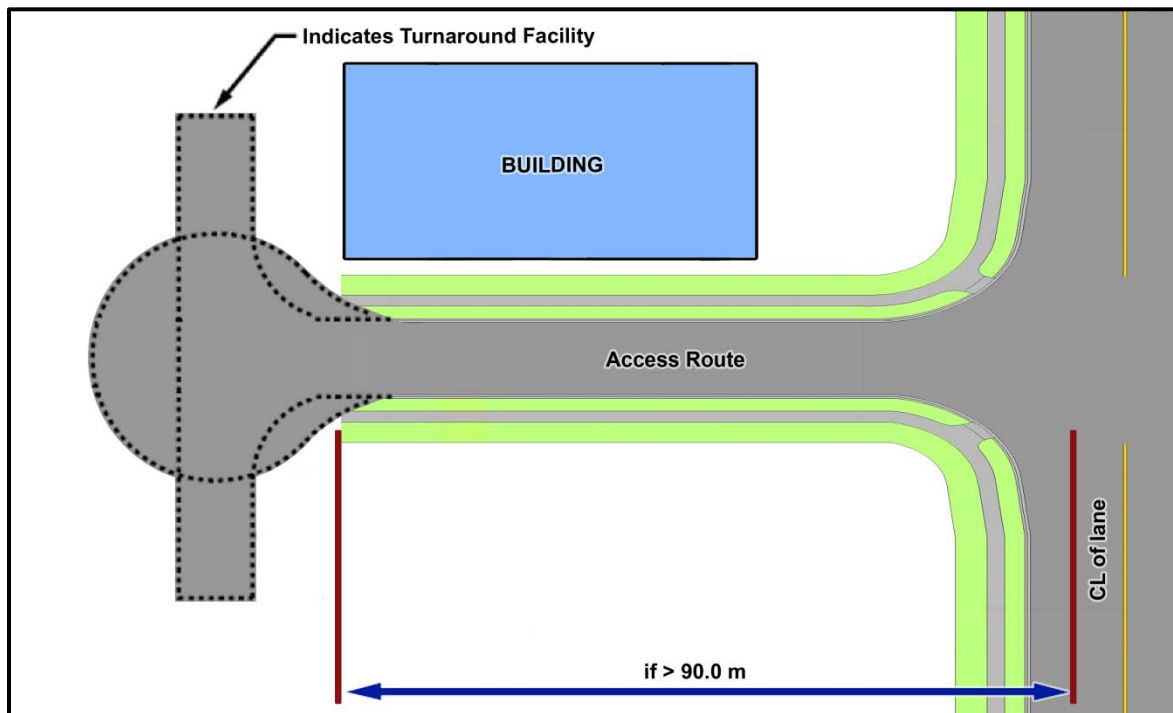 Indicates Turnaround Facility
BUILDING
Access Route
CL of lane
if > 90.0 m